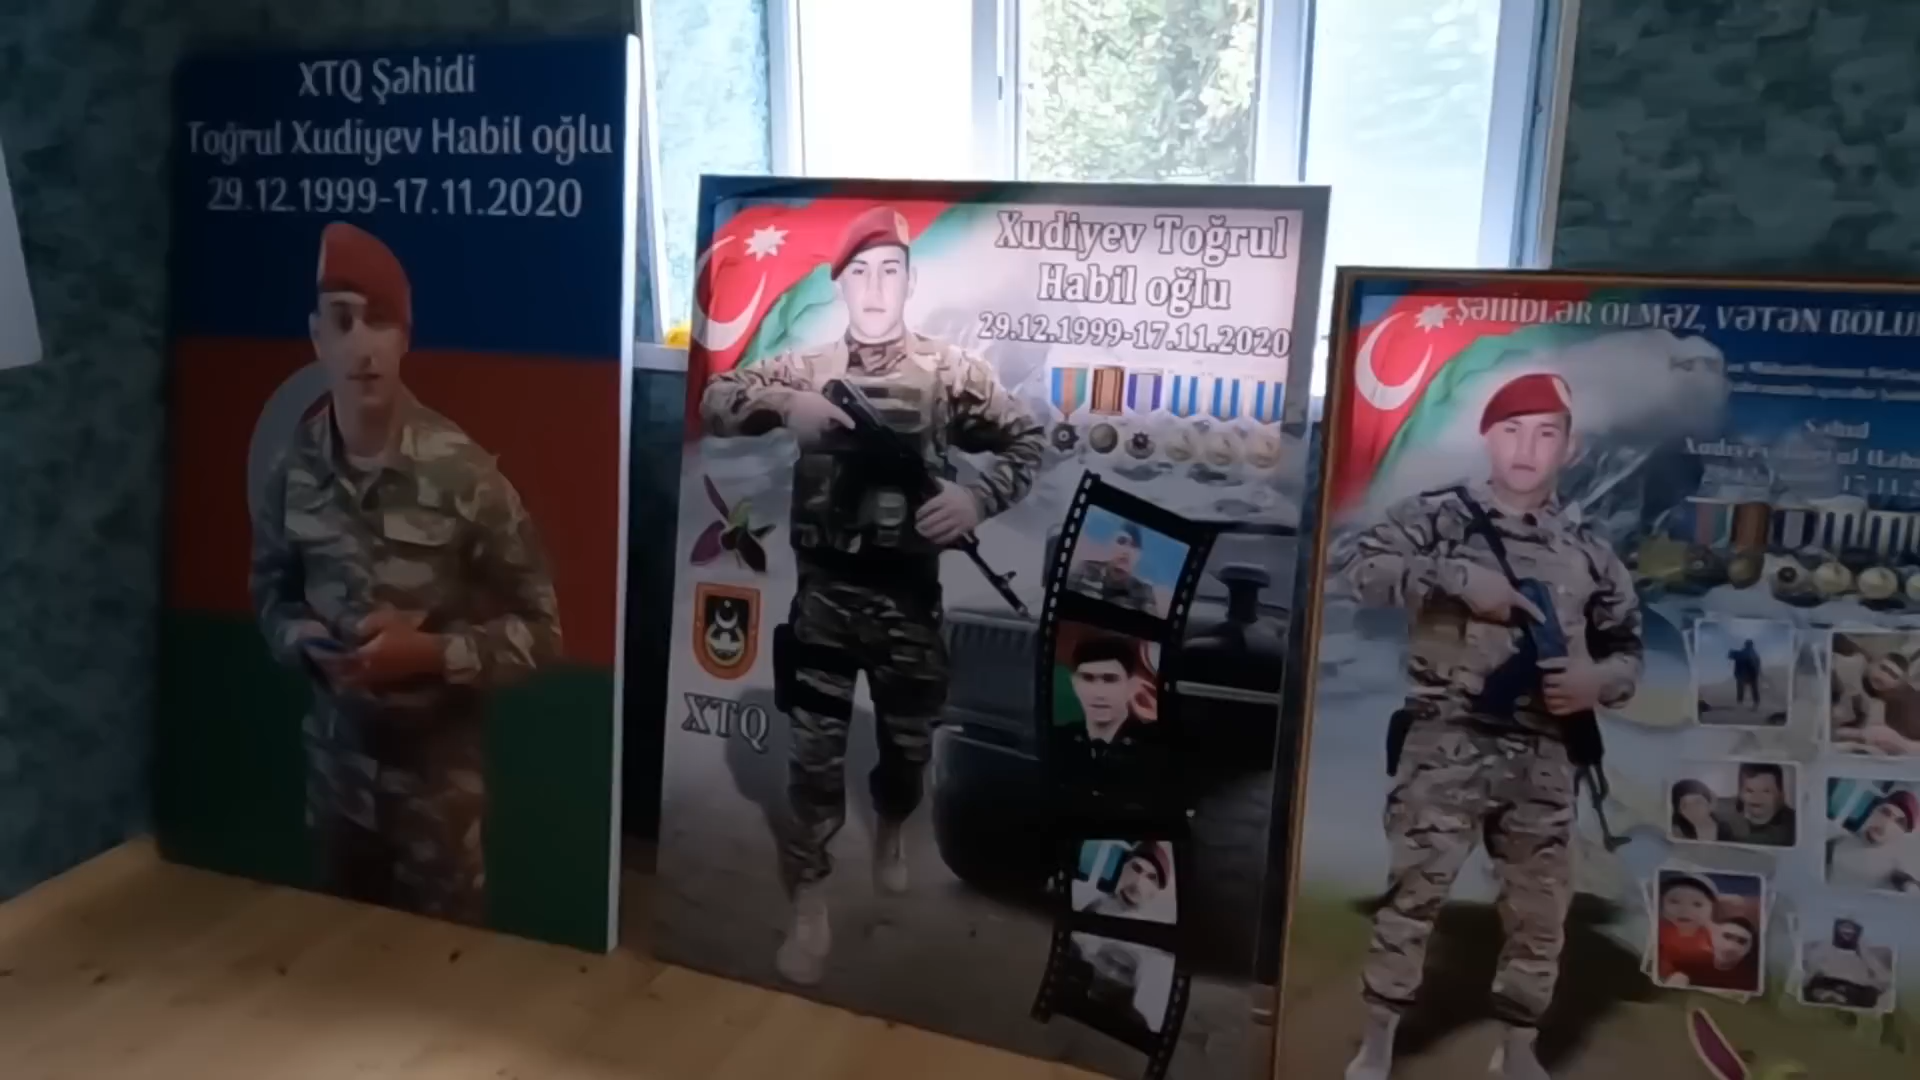 XTQ Şəhidi
Toğrul Xudiyev Habil oğlu
29.12.1999-17.11.2020
Xudiyev Toğrul
Habil oğlu
29.12.1999-17.11.2020
XTQ
ŞƏHİDLƏR ÖLMƏZ, VƏTƏN
Şəhid
17.11